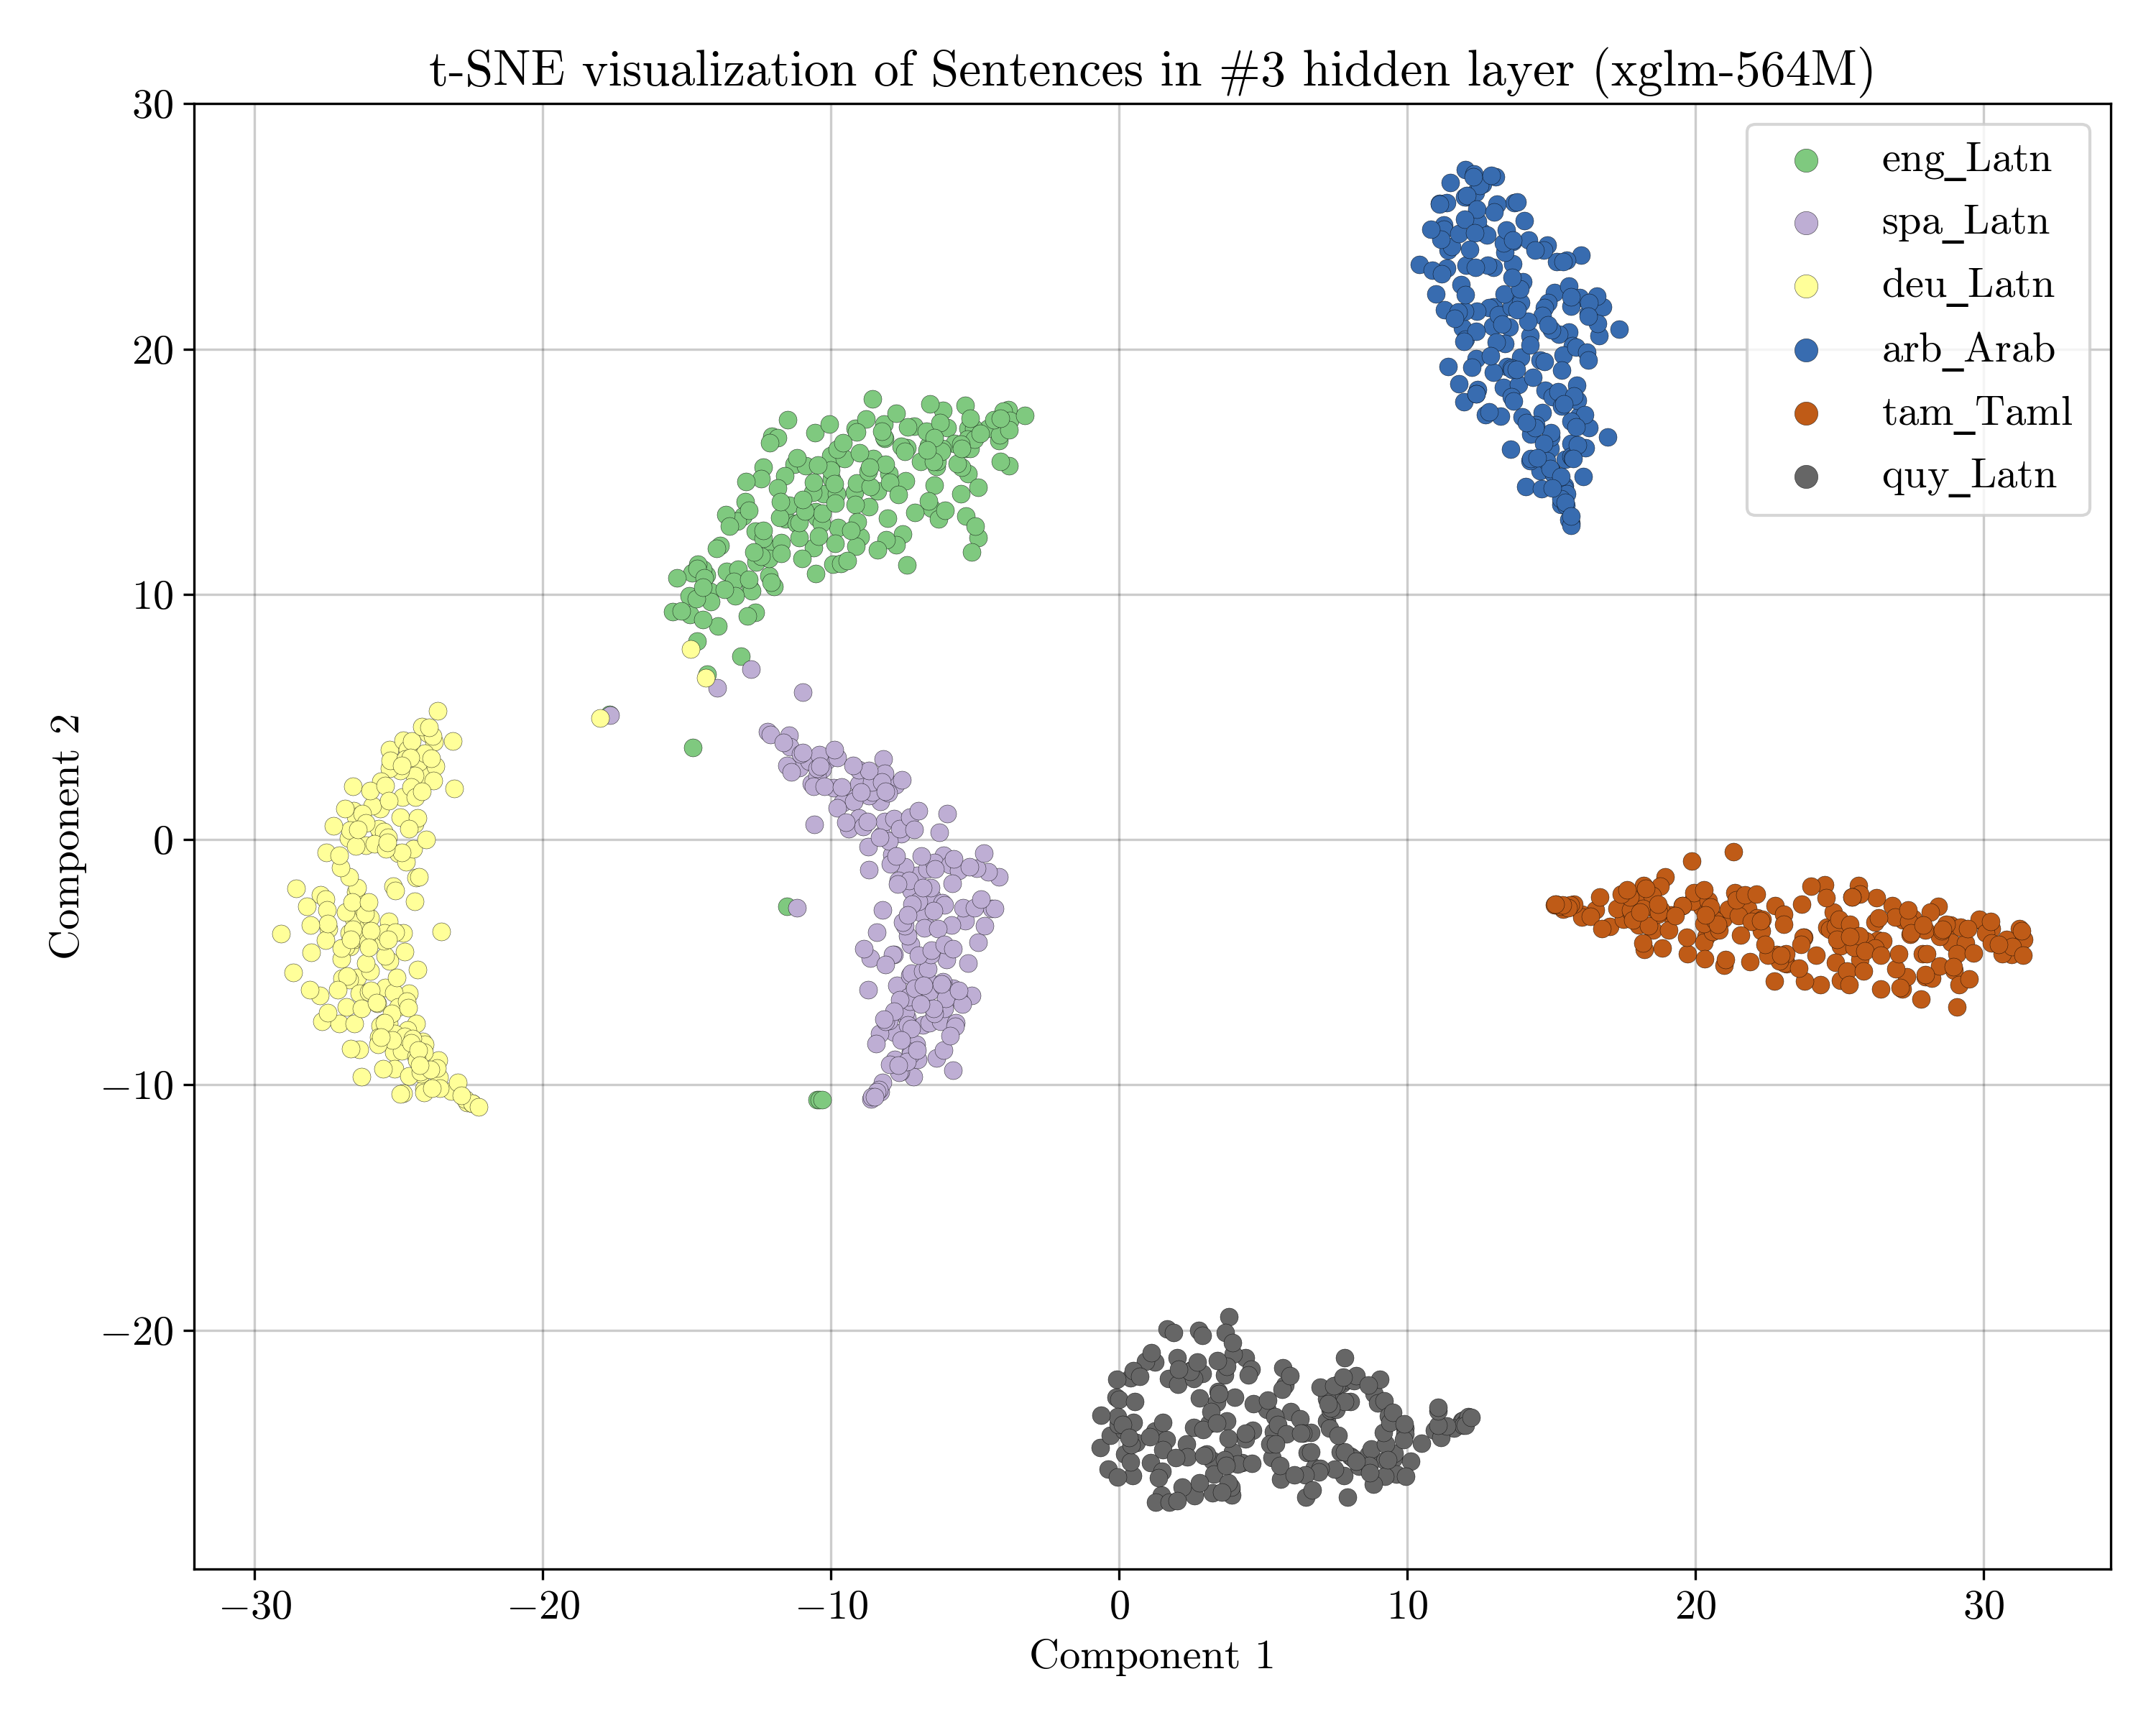 t-SNE visualization of Sentences in #3 hidden layer (xglm-564M)
30
20
10
0
−10
−20
Component 2
eng_Latn
spa_Latn
deu_Latn
arb_Arab
tam_Taml
quy_Latn
−30 −20 −10 0 10 20 30
Component 1